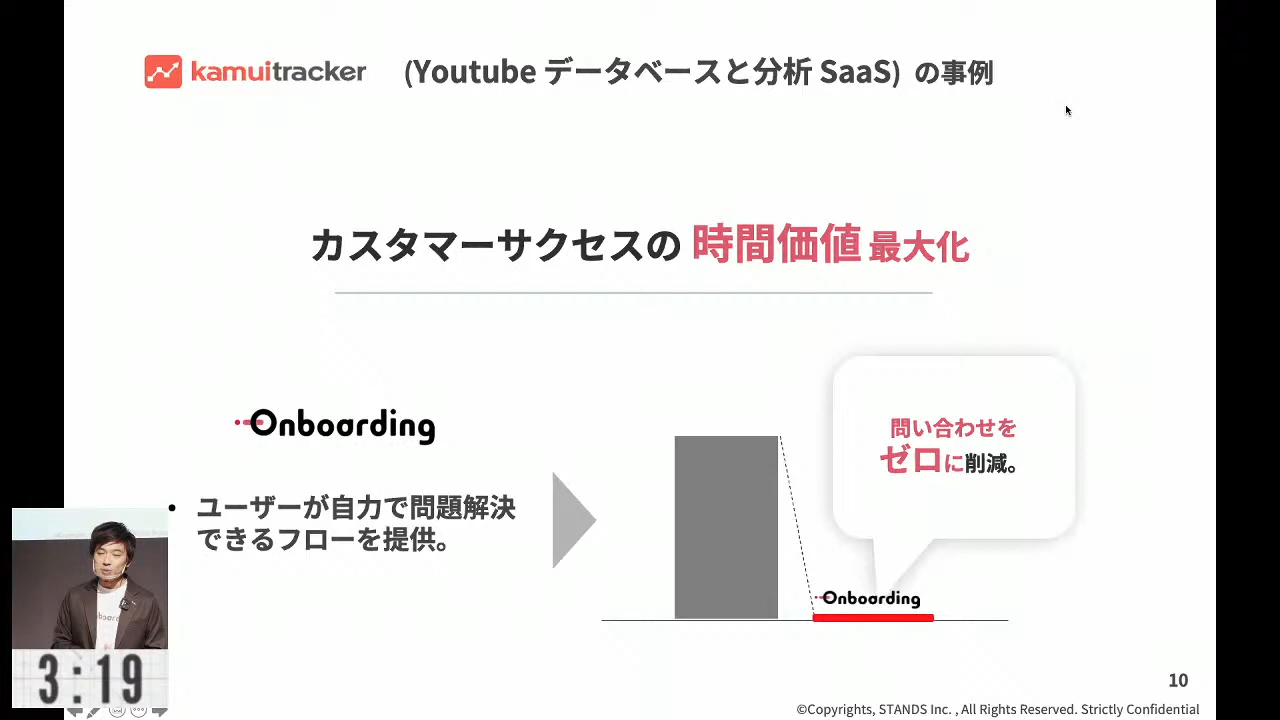 kamuitracker (Youtube データベースと分析 SaaS) の事例
カスタマーサクセスの 時間価値 最大化
Onboarding
• ユーザーが自力で問題解決
できるフローを提供。
問い合わせを
ゼロに削減。
Onboarding
3:19
10
©Copyrights, STANDS Inc. , All Rights Reserved. Strictly Confidential